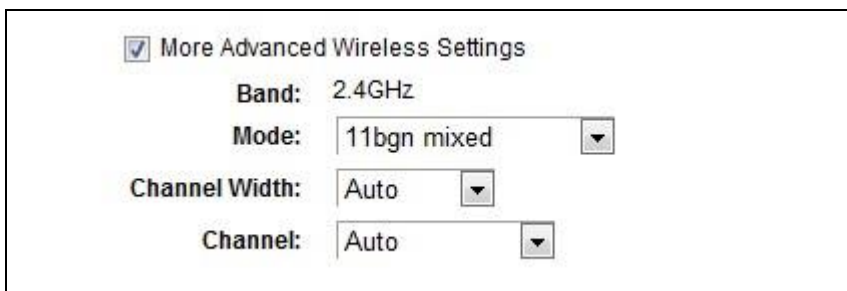 More Advanced Wireless Settings
Band: 2.4GHz
Mode: 11bgn mixed
Channel Width: Auto
Channel: Auto